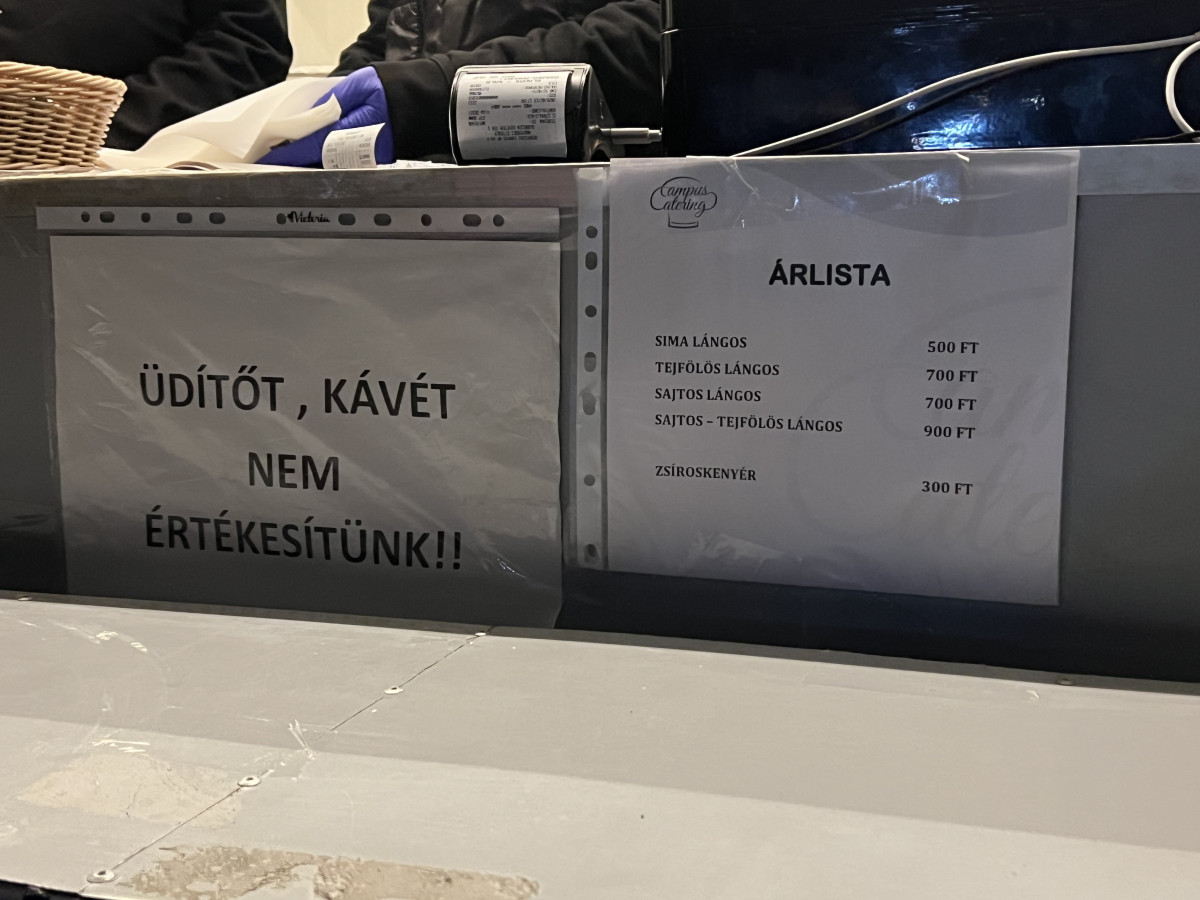 Victoria
ÜDÍTŐT , KÁVÉT
NEM
ÉRTÉKESÍTÜNK!!
Campus
Catering
ÁRLISTA
SIMA LÁNGOS 500 FT
TEJFÖLÖS LÁNGOS 700 FT
SAJTOS LÁNGOS 700 FT
SAJTOS – TEJFÖLÖS LÁNGOS 900 FT
ZSÍROSKENYÉR 300 FT